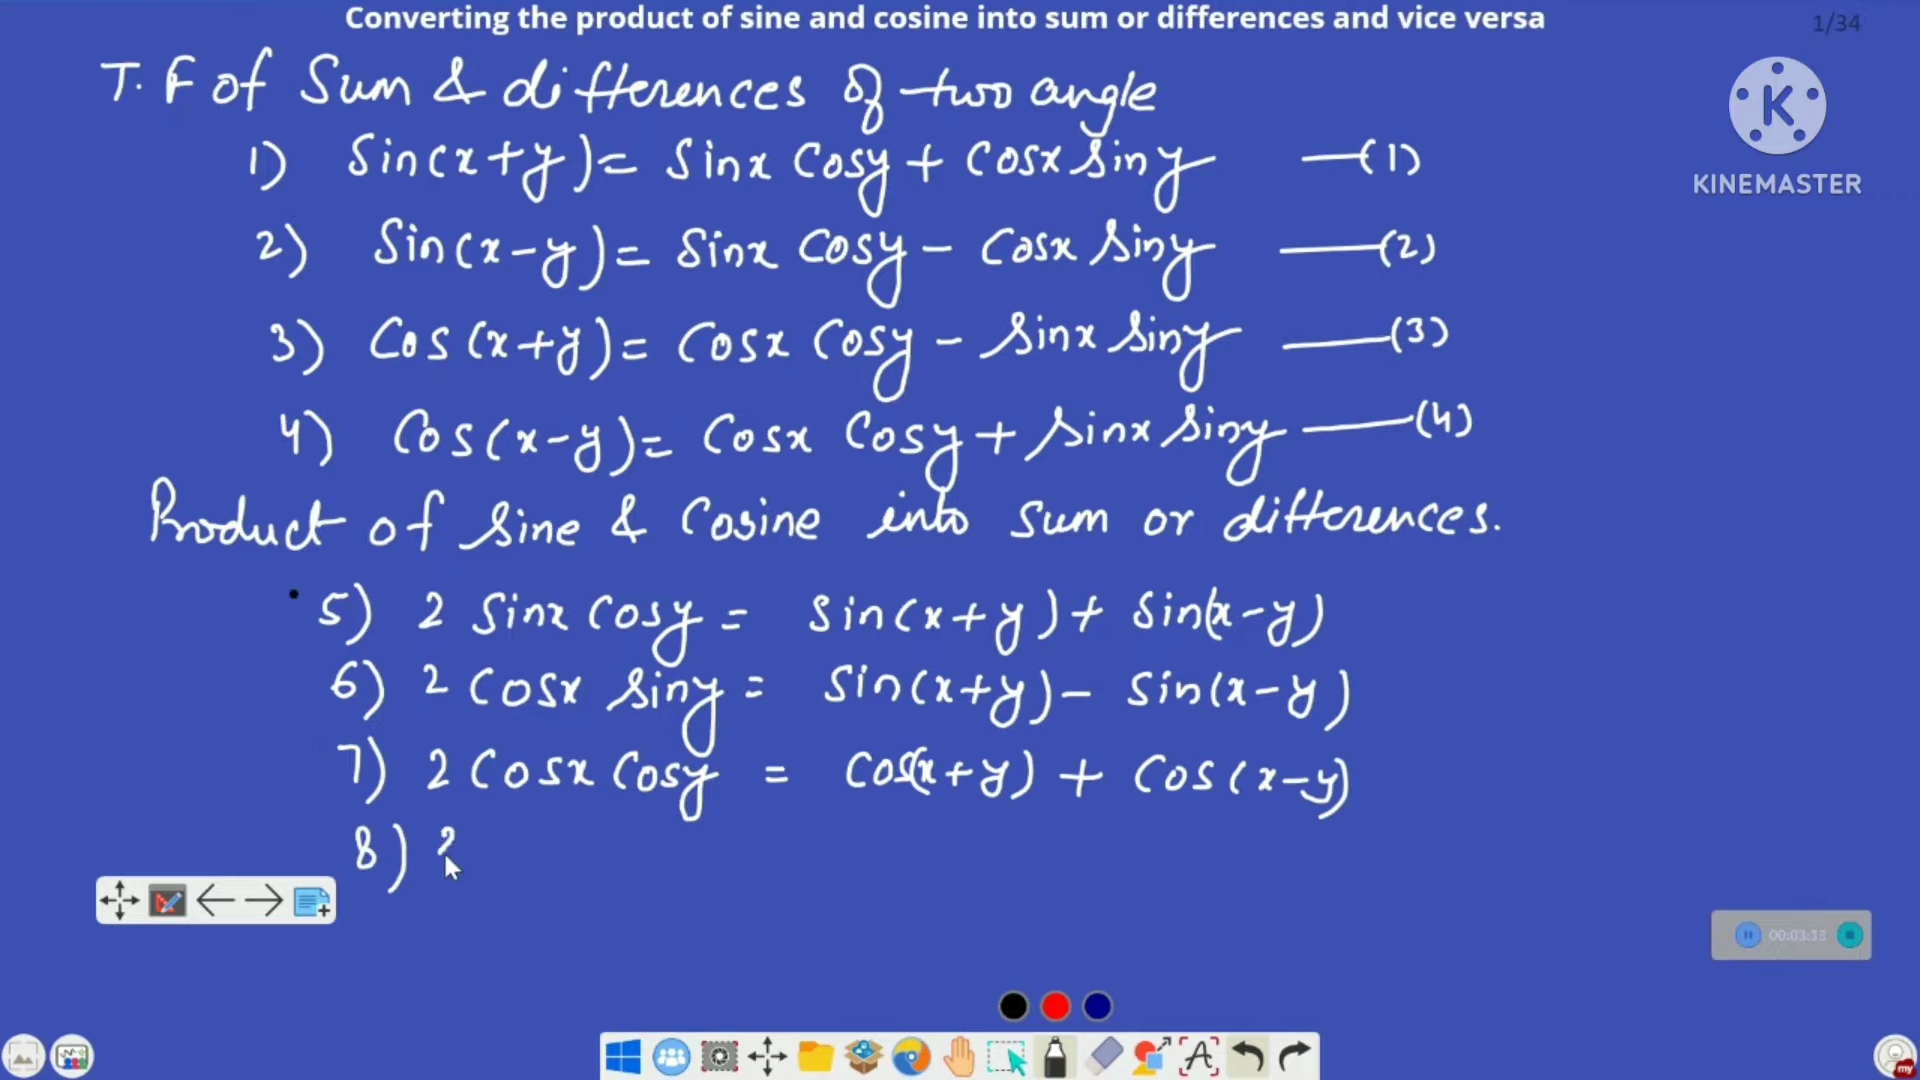 Converting the product of sine and cosine into sum or differences and vice versa
1/34
T. F of Sum & differences of two angle
KINEMASTER
1) Sin(x+y)= Sinx Cosy + Cosx Siny —(1)
2) Sin(x-y)= Sinx Cosy - Cosx Siny —(2)
3) Cos(x+y)= Cosx Cosy - Sinx Siny —(3)
4) Cos(x-y)= Cosx Cosy + Sinx Siny —(4)
Product of Sine & Cosine into sum or differences.
5) 2 Sinx Cosy = Sin(x+y)+ Sin(x-y)
6) 2 Cosx Siny = Sin(x+y)- Sin(x-y)
7) 2 Cosx Cosy = Cos(x+y) + Cos(x-y)
8) 2
00:03:13
A
my